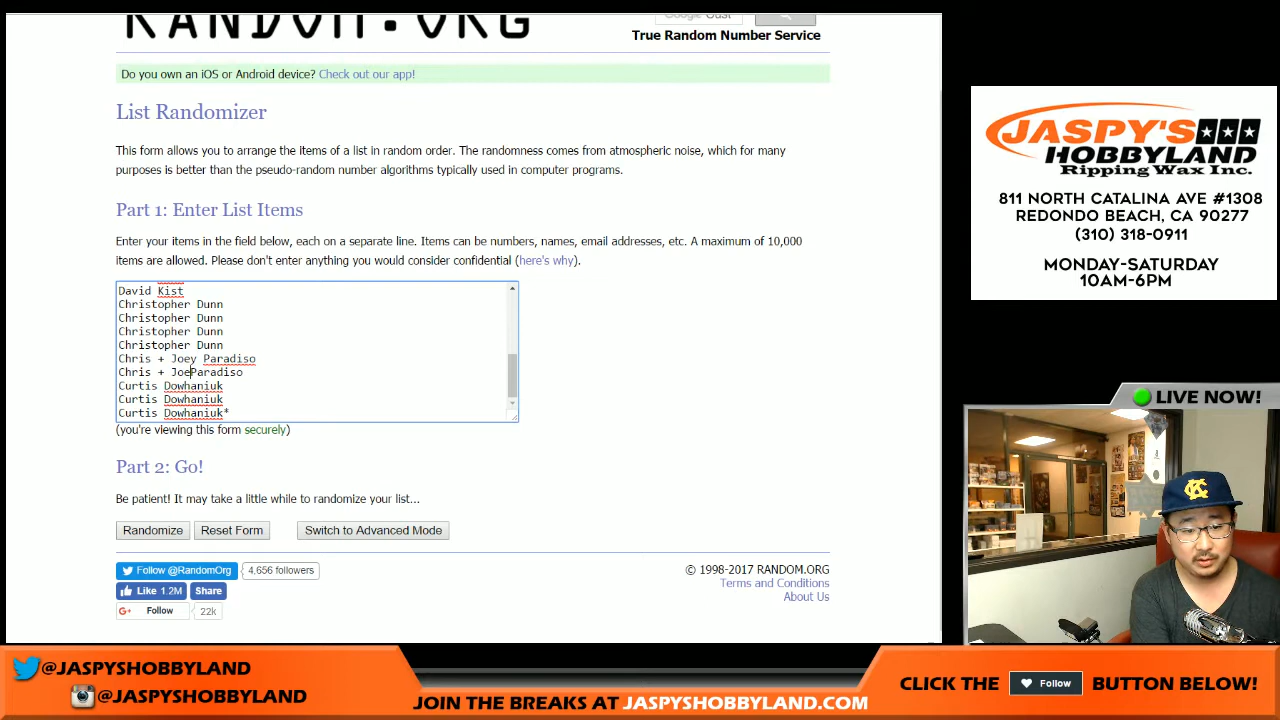 RANDOM.ORG
Google Cust
True Random Number Service
Do you own an iOS or Android device? Check out our app!
List Randomizer
This form allows you to arrange the items of a list in random order. The randomness comes from atmospheric noise, which for many
purposes is better than the pseudo-random number algorithms typically used in computer programs.
Part 1: Enter List Items
Enter your items in the field below, each on a separate line. Items can be numbers, names, email addresses, etc. A maximum of 10,000
items are allowed. Please don't enter anything you would consider confidential (here's why).
David Kist
Christopher Dunn
Christopher Dunn
Christopher Dunn
Christopher Dunn
Chris + Joey Paradiso
Chris + JoeParadiso
Curtis Dowhaniuk
Curtis Dowhaniuk
Curtis Dowhaniuk*
(you're viewing this form securely)
Part 2: Go!
Be patient! It may take a little while to randomize your list...
Randomize
Reset Form
Switch to Advanced Mode
Follow @RandomOrg
4,656 followers
Like 1.2M
Share
G+
Follow
22k
© 1998-2017 RANDOM.ORG
Terms and Conditions
About Us
JASPY'S
HOBBYLAND
Ripping Wax Inc.
811 NORTH CATALINA AVE #1308
REDONDO BEACH, CA 90277
(310) 318-0911
MONDAY-SATURDAY
10AM-6PM
LIVE NOW!
KC
@JASPYSHOBBYLAND
@JASPYSHOBBYLAND
JOIN THE BREAKS AT JASPYSHOBBYLAND.COM
CLICK THE
Follow
BUTTON BELOW!